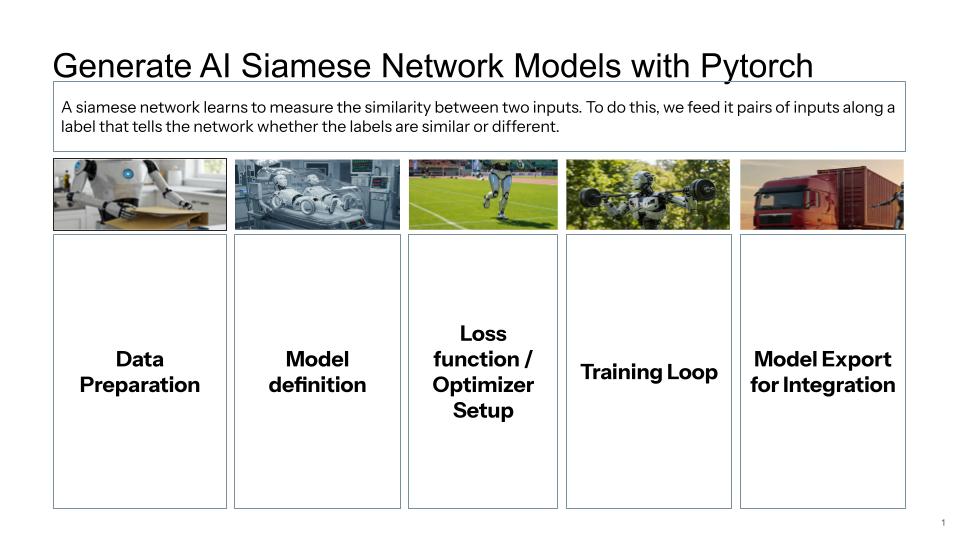 Generate AI Siamese Network Models with Pytorch
A siamese network learns to measure the similarity between two inputs. To do this, we feed it pairs of inputs along a
label that tells the network whether the labels are similar or different.
Data
Preparation
Model
definition
Loss
function /
Optimizer
Setup
Training Loop
Model Export
for Integration
1